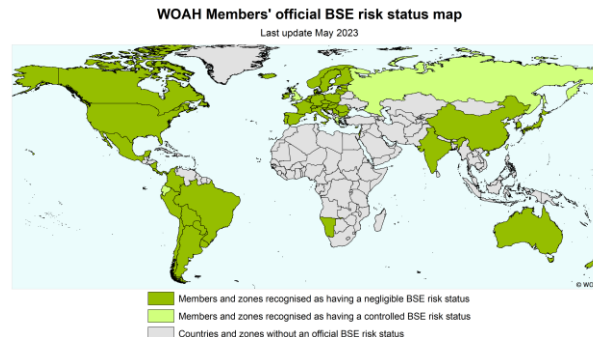 WOAH Members' official BSE risk status map
Last update May 2023
© WO
Members and zones recognised as having a negligible BSE risk status
Members and zones recognised as having a controlled BSE risk status
Countries and zones without an official BSE risk status